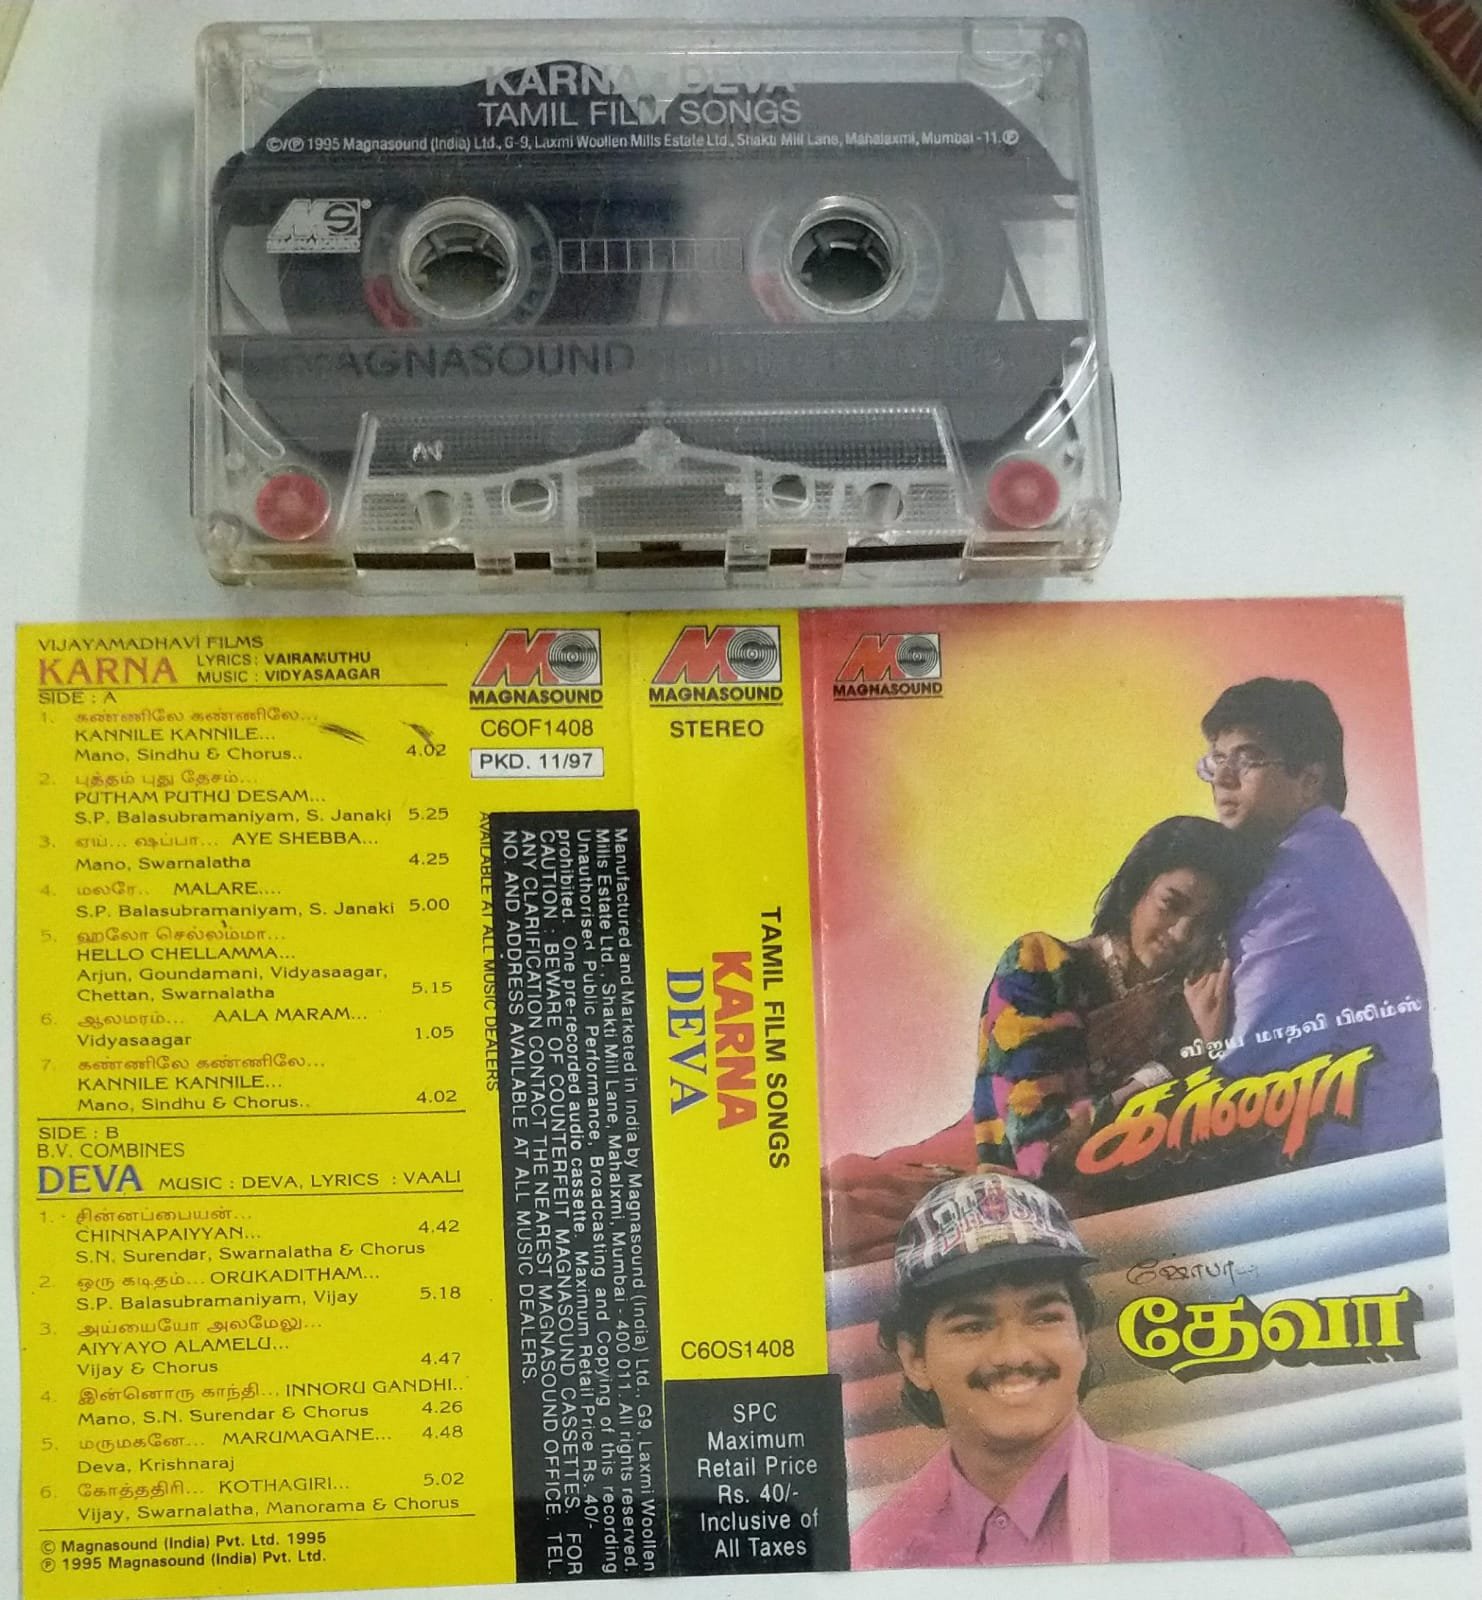 KARNA DEVA
TAMIL FILM SONGS
©/℗ 1995 Magnasound (India) Ltd., G-9, Laxmi Woollen Mills Estate Ltd., Shakti Mill Lane, Mahalaxmi, Mumbai - 11.℗
MS®
MAGNASOUND
MAGNASOUND
VIJAYAMADHAVI FILMS
KARNA
LYRICS : VAIRAMUTHU
MUSIC : VIDYASAAGAR
SIDE : A
1. கண்ணிலே கண்ணிலே...
KANNILE KANNILE...
Mano, Sindhu & Chorus.. 4.02
2. புத்தம் புது தேசம்...
PUTHAM PUTHU DESAM...
S.P. Balasubramaniyam, S. Janaki 5.25
3. ஏய்... ஷப்பா... AYE SHEBBA...
Mano, Swarnalatha 4.25
4. மலரே.. MALARE....
S.P. Balasubramaniyam, S. Janaki 5.00
5. ஹலோ செல்லம்மா...
HELLO CHELLAMMA...
Arjun, Goundamani, Vidyasaagar,
Chettan, Swarnalatha 5.15
6. ஆலமரம்... AALA MARAM...
Vidyasaagar 1.05
7. கண்ணிலே கண்ணிலே...
KANNILE KANNILE...
Mano, Sindhu & Chorus.. 4.02
SIDE : B
B.V. COMBINES
DEVA MUSIC : DEVA, LYRICS : VAALI
1. சின்னப்பையன்...
CHINNAPAIYYAN... 4.42
S.N. Surendar, Swarnalatha & Chorus
2. ஒரு கடிதம்... ORUKADITHAM...
S.P. Balasubramaniyam, Vijay 5.18
3. அய்யையோ அலமேலு...
AIYYAYO ALAMELU...
Vijay & Chorus 4.47
4. இன்னொரு காந்தி... INNORU GANDHI..
Mano, S.N. Surendar & Chorus 4.26
5. மருமகனே... MARUMAGANE... 4.48
Deva, Krishnaraj
6. கோத்ததிரி... KOTHAGIRI... 5.02
Vijay, Swarnalatha, Manorama & Chorus
© Magnasound (India) Pvt. Ltd. 1995
℗ 1995 Magnasound (India) Pvt. Ltd.
MAGNASOUND
C6OF1408
PKD. 11/97
Manufactured and Marketed in India by Magnasound (India) Ltd., G9, Laxmi Woollen
Mills Estate Ltd., Shakti Mill Lane, Mahalxmi, Mumbai - 400 011. All rights reserved.
Unauthorised Public Performance, Broadcasting and Copying of this recording
prohibited. One pre-recorded audio cassette. Maximum Retail Price Rs. 40/-
CAUTION : BEWARE OF COUNTERFEIT MAGNASOUND CASSETTES. FOR
ANY CLARIFICATION CONTACT THE NEAREST MAGNASOUND OFFICE. TEL.
NO. AND ADDRESS AVAILABLE AT ALL MUSIC DEALERS.
AVAILABLE AT ALL MUSIC DEALERS
MAGNASOUND
STEREO
TAMIL FILM SONGS
KARNA
DEVA
C6OS1408
SPC
Maximum
Retail Price
Rs. 40/-
Inclusive of
All Taxes
MAGNASOUND
விஜய மாதவி பிலிம்ஸ்
கர்ணா
ஷோபா
தேவா